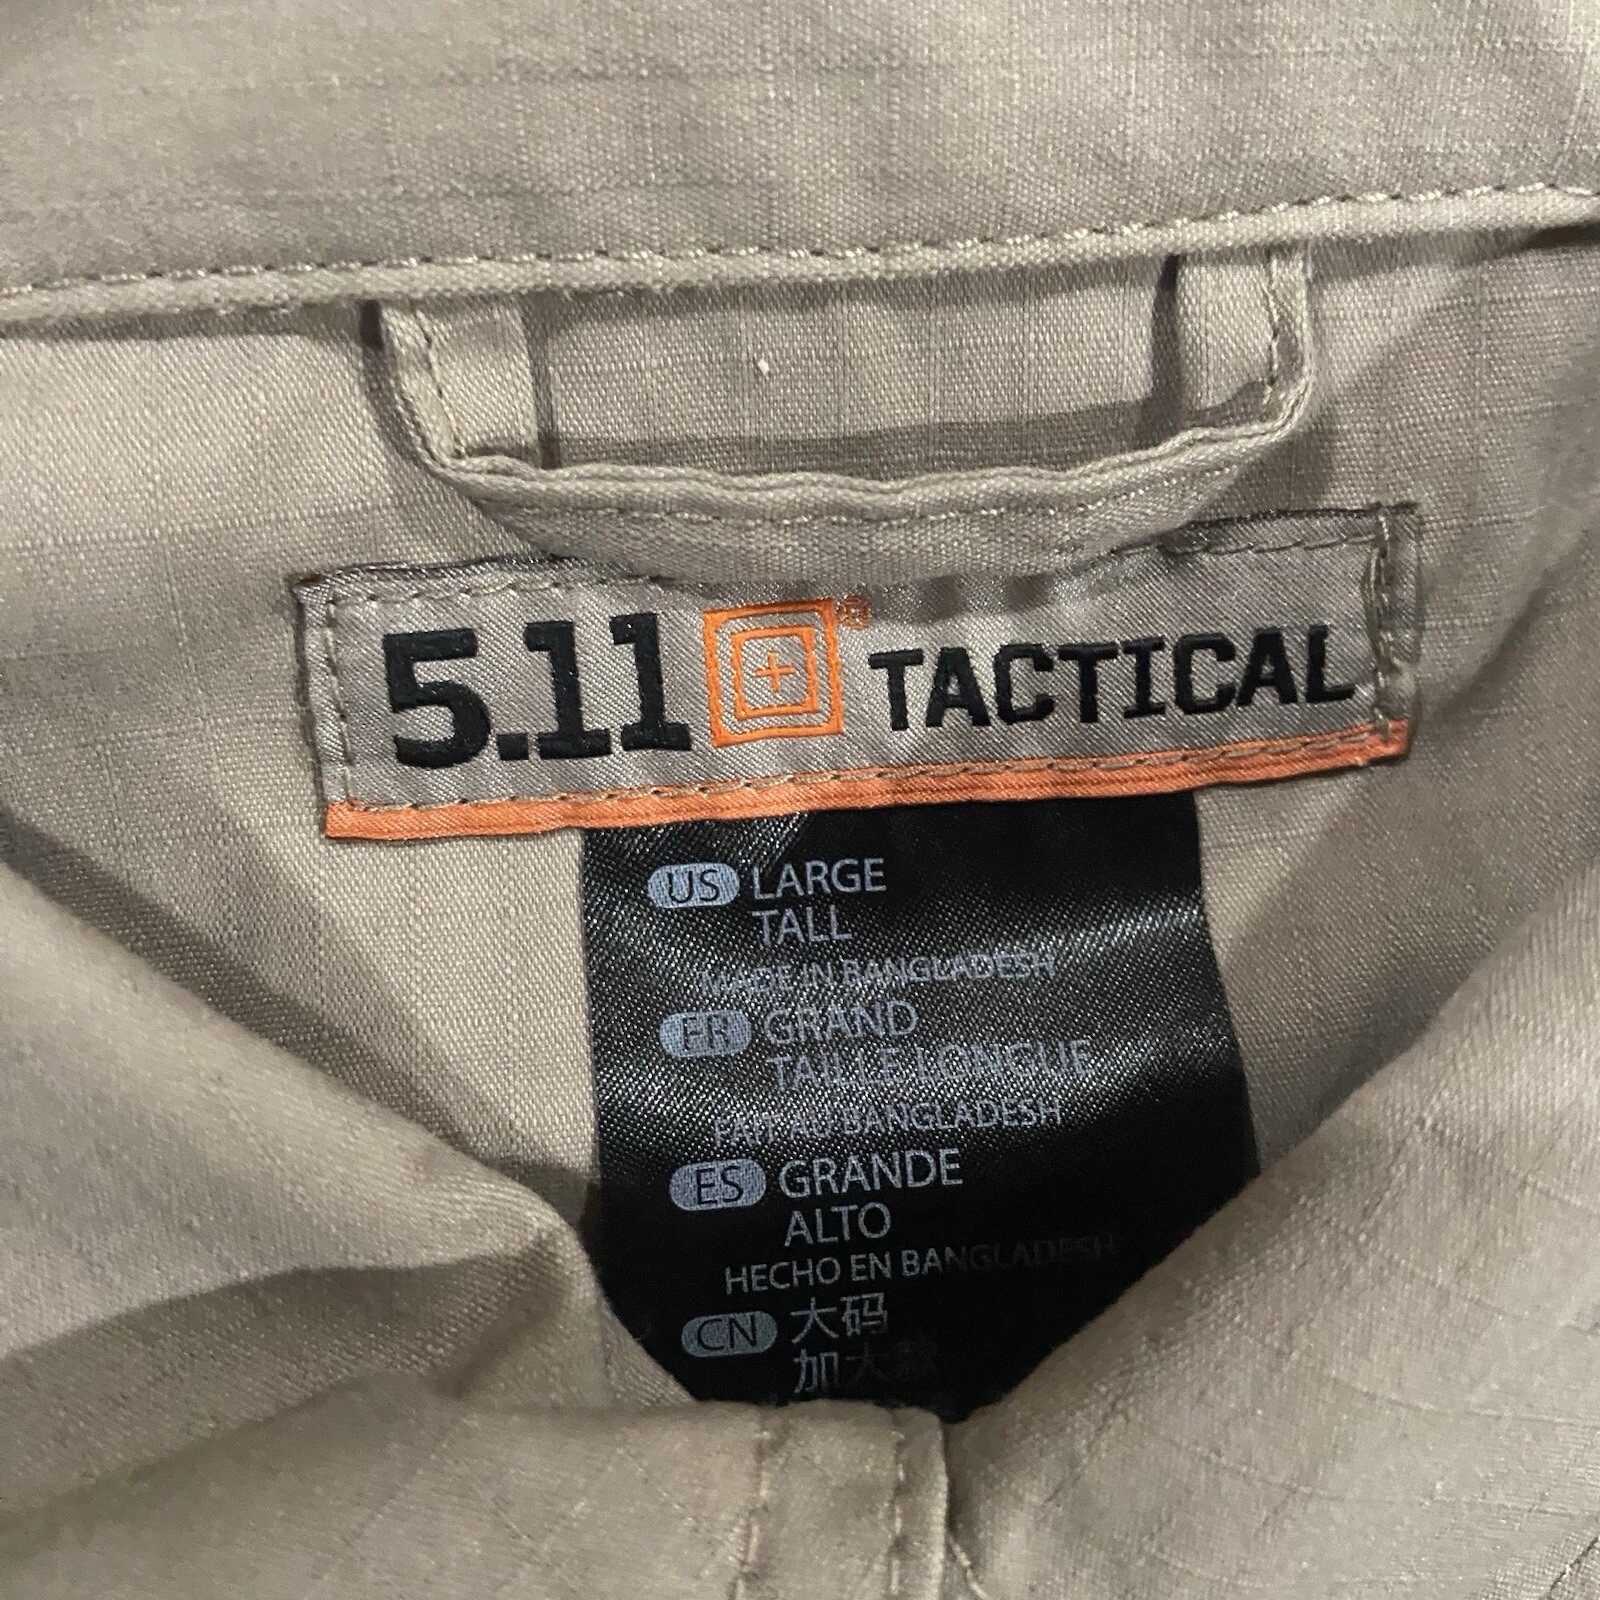 5.11 ® TACTICAL
US LARGE
TALL
MADE IN BANGLADESH
FR GRAND
TAILLE LONGUE
FAIT AU BANGLADESH
ES GRANDE
ALTO
HECHO EN BANGLADESH
CN 大码
加大款